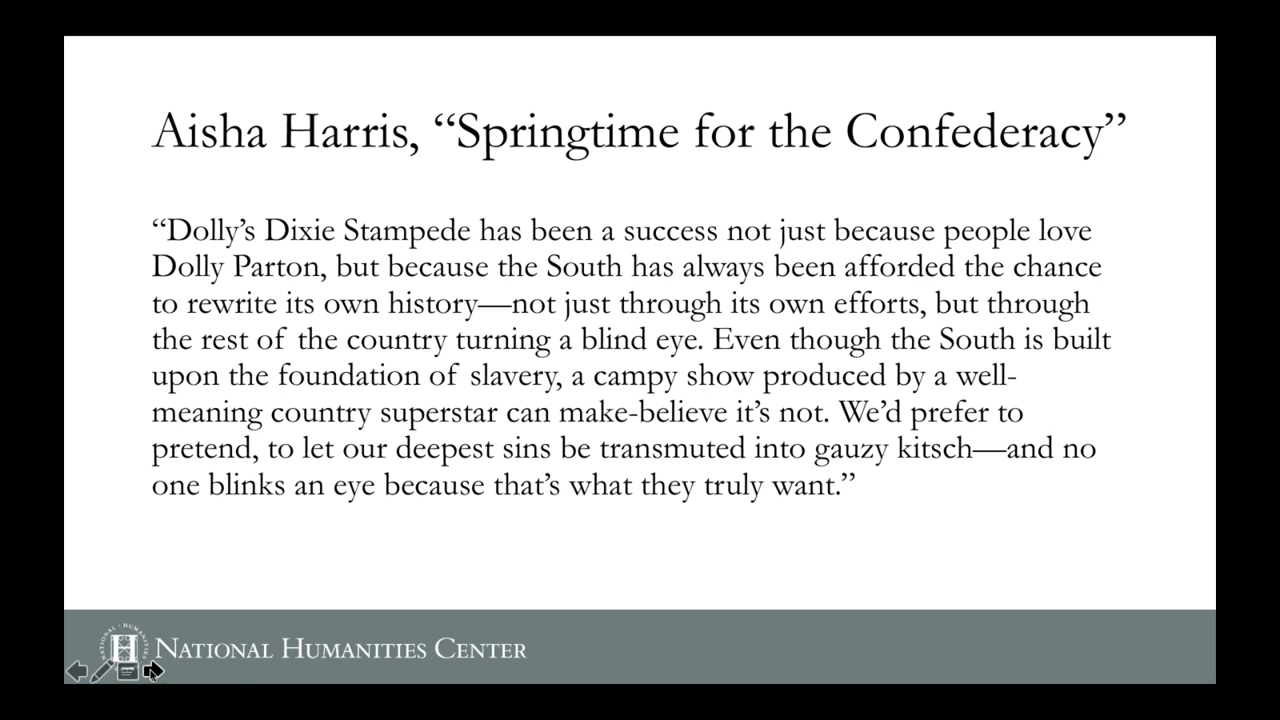 Aisha Harris, “Springtime for the Confederacy”
“Dolly’s Dixie Stampede has been a success not just because people love
Dolly Parton, but because the South has always been afforded the chance
to rewrite its own history—not just through its own efforts, but through
the rest of the country turning a blind eye. Even though the South is built
upon the foundation of slavery, a campy show produced by a well-
meaning country superstar can make-believe it’s not. We’d prefer to
pretend, to let our deepest sins be transmuted into gauzy kitsch—and no
one blinks an eye because that’s what they truly want.”
NATIONAL HUMANITIES CENTER